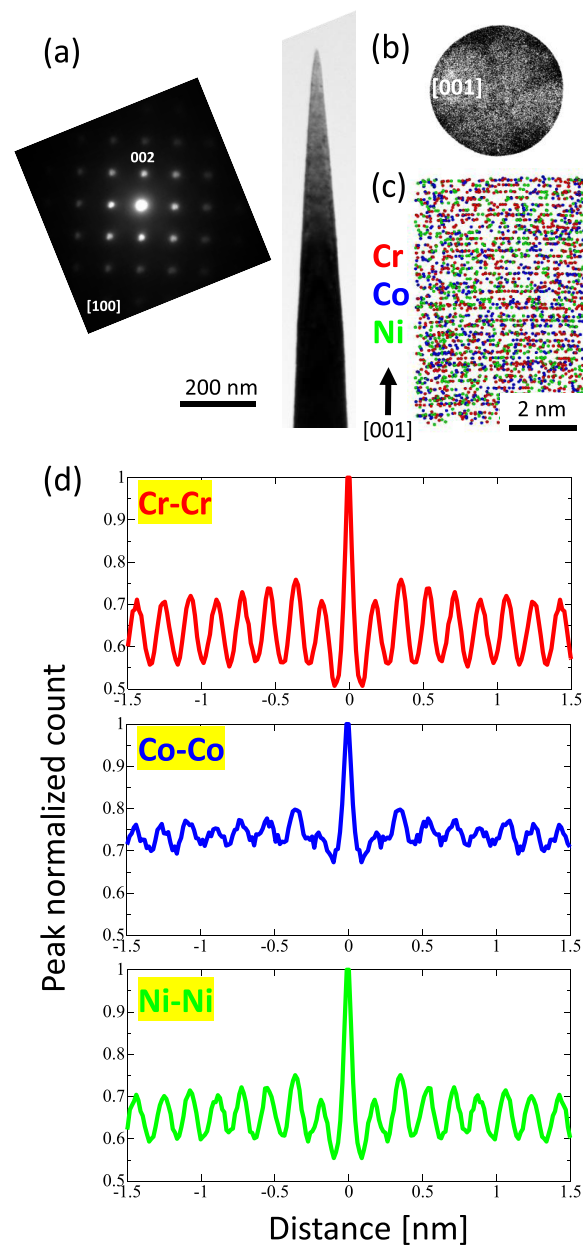 (a)
002
[100]
200 nm
(b)
[001]
(c)
Cr
Co
Ni
[001]
2 nm
(d)
Peak normalized count
Cr-Cr
1
0.9
0.8
0.7
0.6
0.5
-1.5 -1 -0.5 0 0.5 1 1.5
Co-Co
1
0.9
0.8
0.7
0.6
0.5
-1.5 -1 -0.5 0 0.5 1 1.5
Ni-Ni
1
0.9
0.8
0.7
0.6
0.5
-1.5 -1 -0.5 0 0.5 1 1.5
Distance [nm]